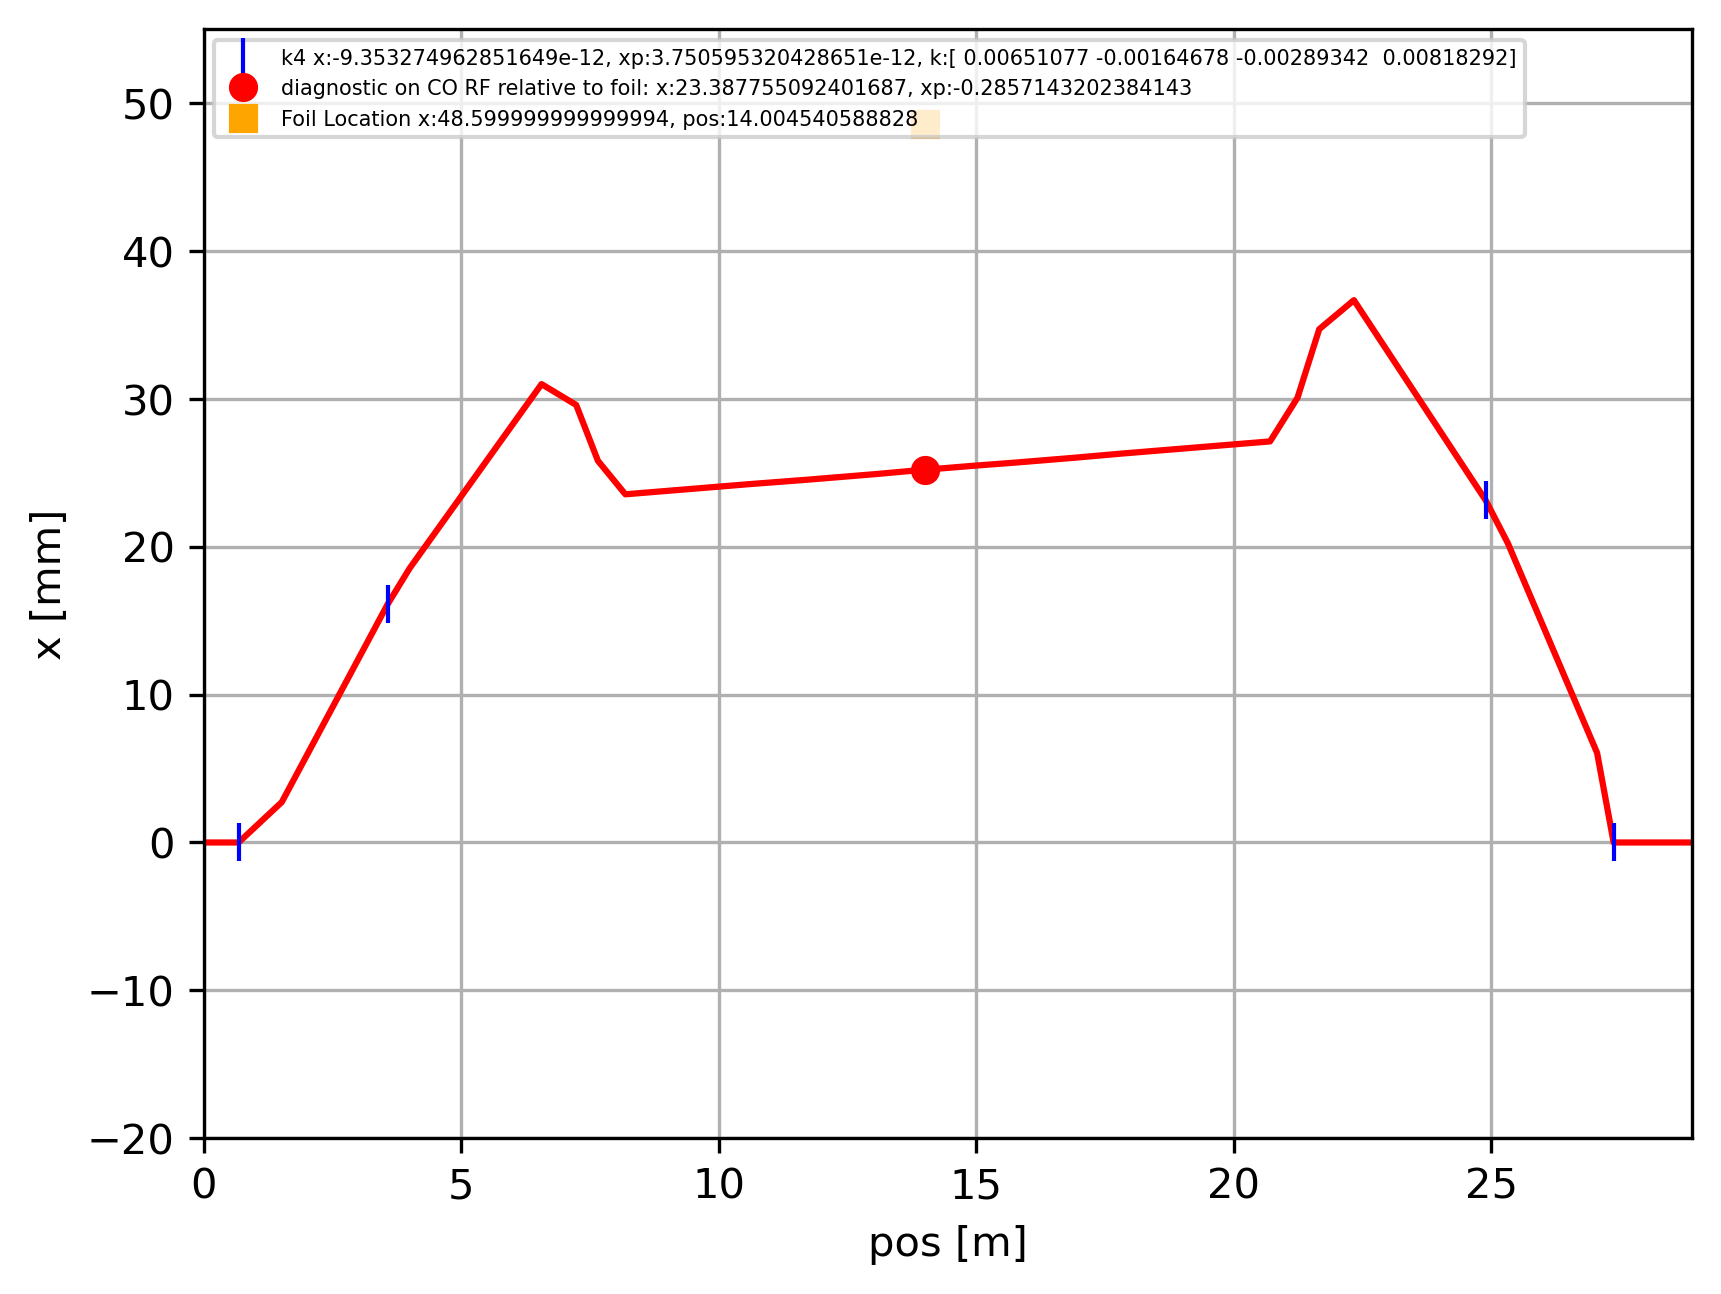 k4 x:-9.353274962851649e-12, xp:3.750595320428651e-12, k:[ 0.00651077 -0.00164678 -0.00289342  0.00818292]
diagnostic on CO RF relative to foil: x:23.387755092401687, xp:-0.2857143202384143
Foil Location x:48.599999999999994, pos:14.004540588828
50
40
30
20
10
0
−10
−20
x [mm]
0 5 10 15 20 25
pos [m]